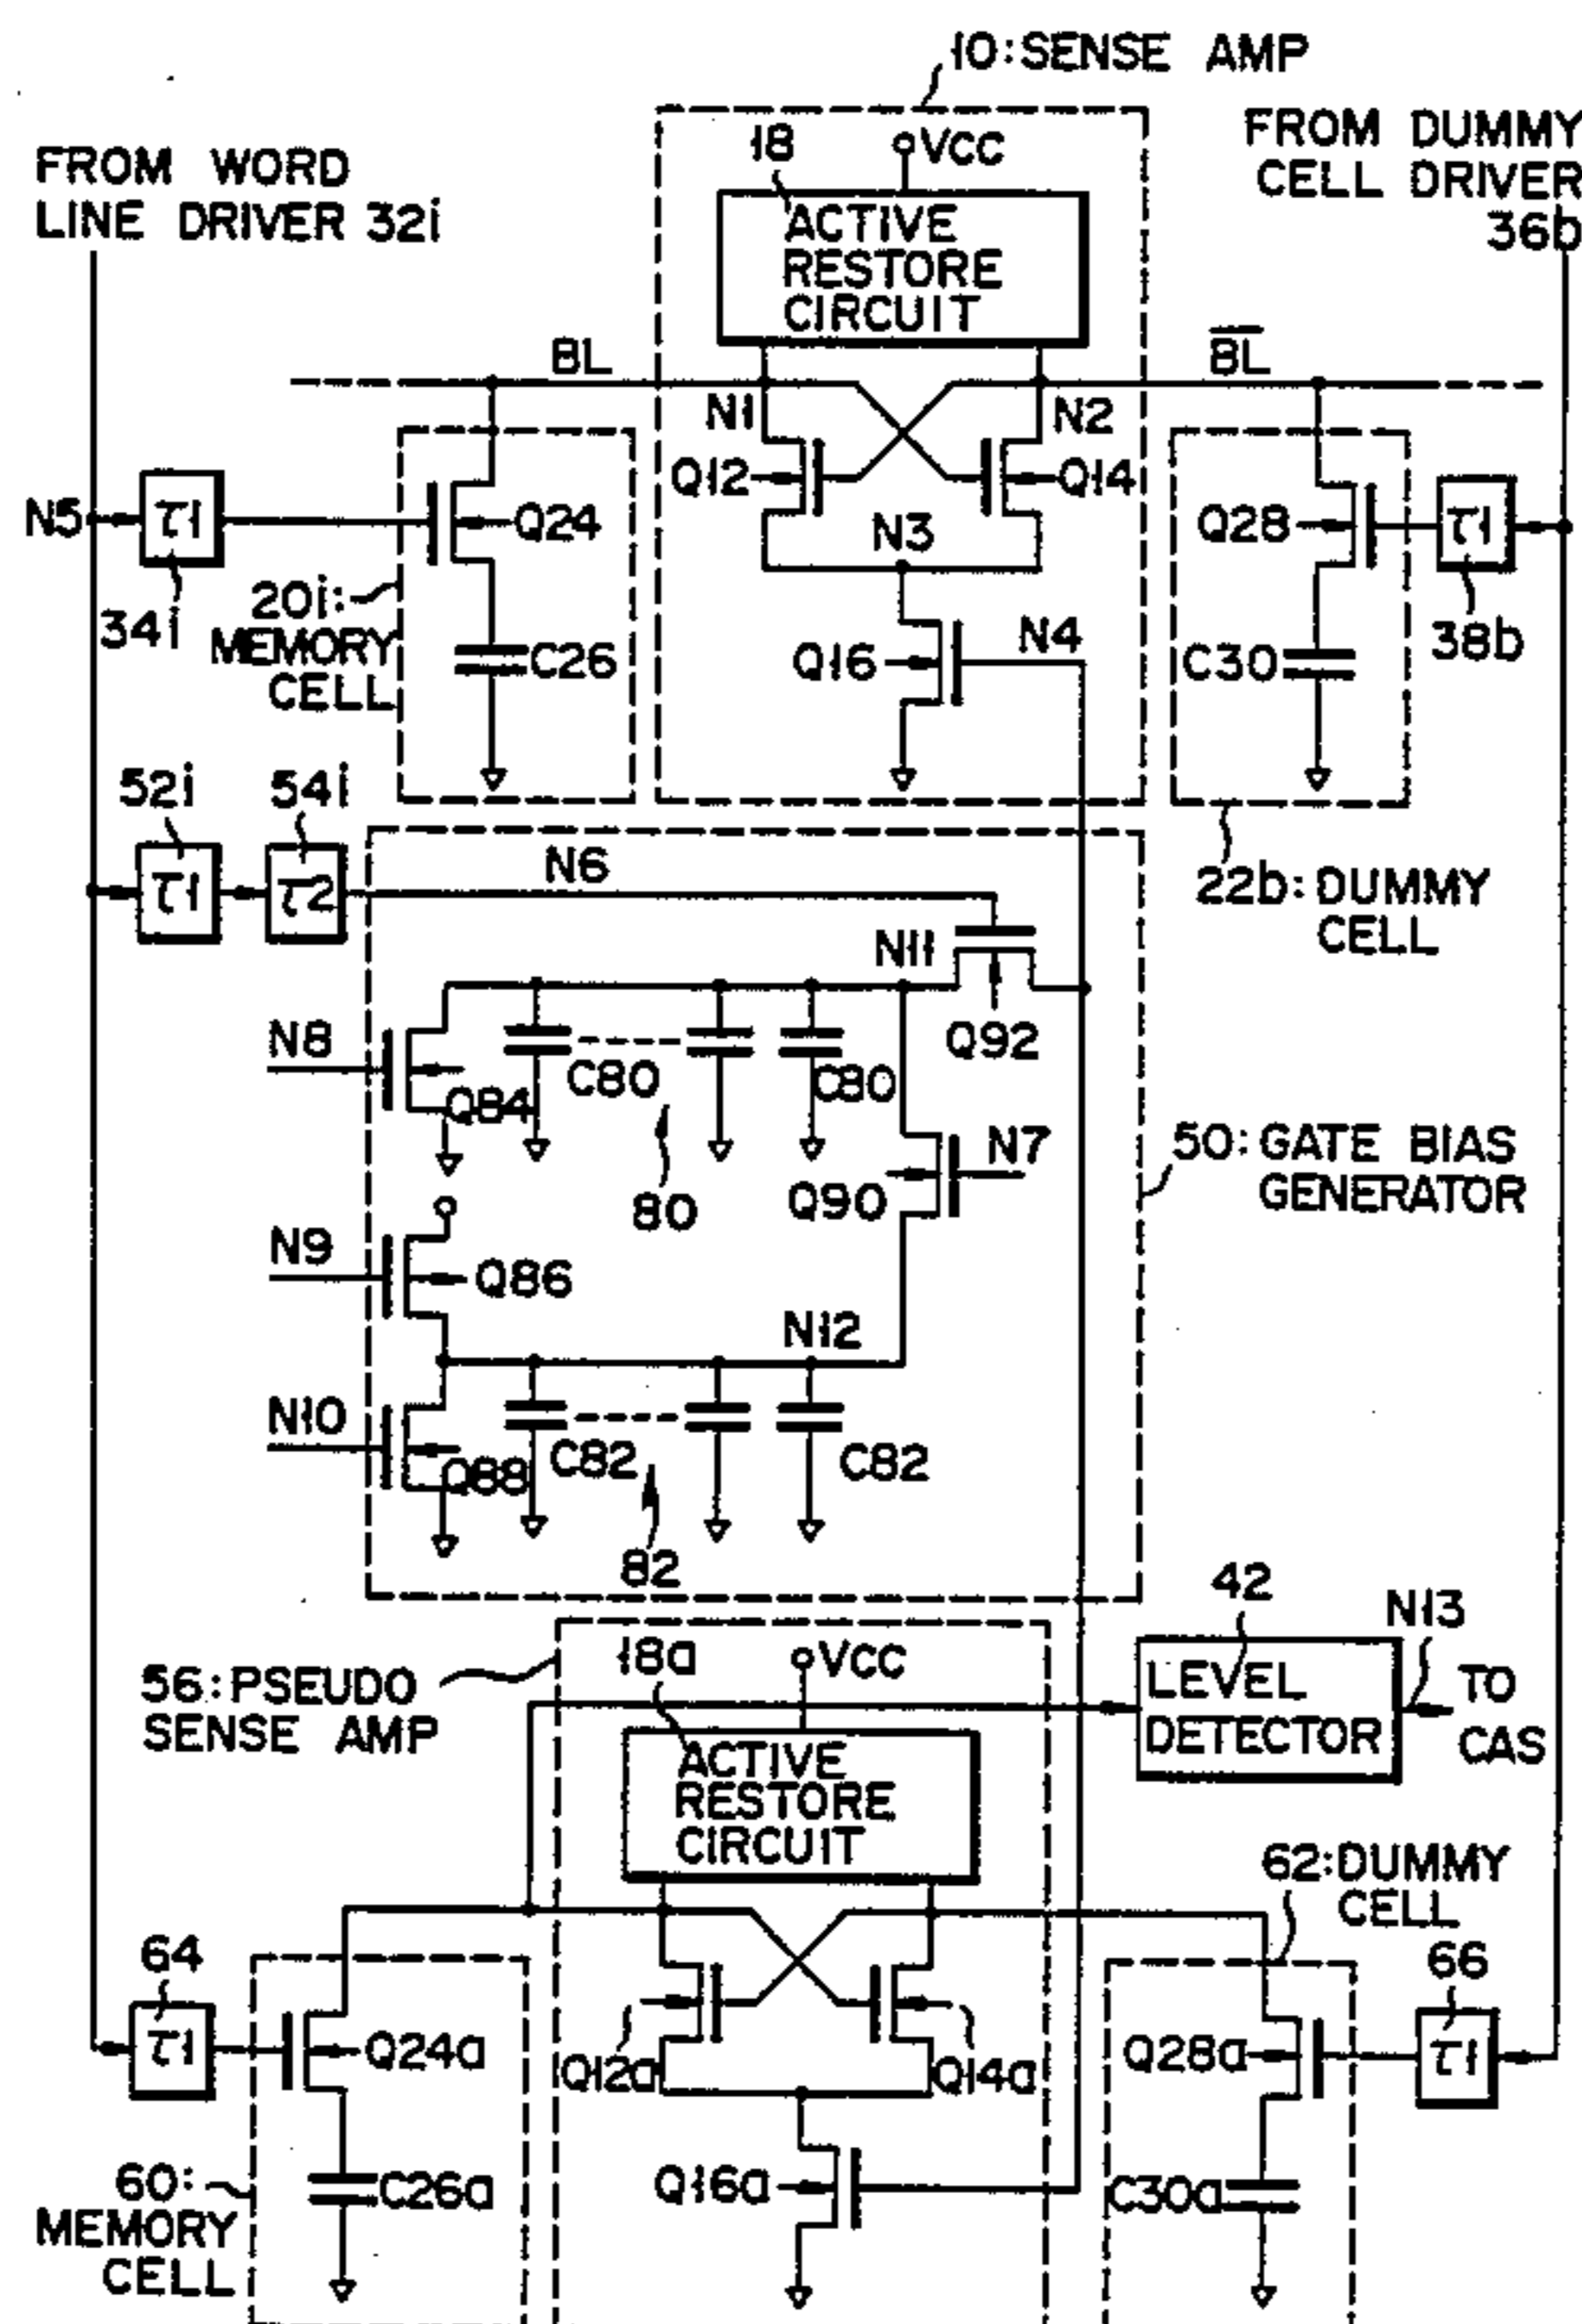 10:SENSE AMP
FROM WORD
LINE DRIVER 32i
18
VCC
FROM DUMMY
CELL DRIVER
36b
ACTIVE
RESTORE
CIRCUIT
BL
BL
N1
N2
Q12
Q14
N5
τ1
34i
Q24
N3
Q28
τ1
38b
20i:
MEMORY
CELL
C26
Q16
N4
C30
52i
54i
τ1
τ2
N6
22b:DUMMY
CELL
N11
Q92
N8
Q84
C80
C80
80
N7
Q90
50:GATE BIAS
GENERATOR
N9
Q86
N12
N10
Q88
C82
C82
82
42
N13
56:PSEUDO
SENSE AMP
18a
VCC
LEVEL
DETECTOR
TO
CAS
ACTIVE
RESTORE
CIRCUIT
62:DUMMY
CELL
64
66
τ1
Q24a
Q12a
Q14a
Q28a
τ1
60:
MEMORY
CELL
C26a
Q16a
C30a